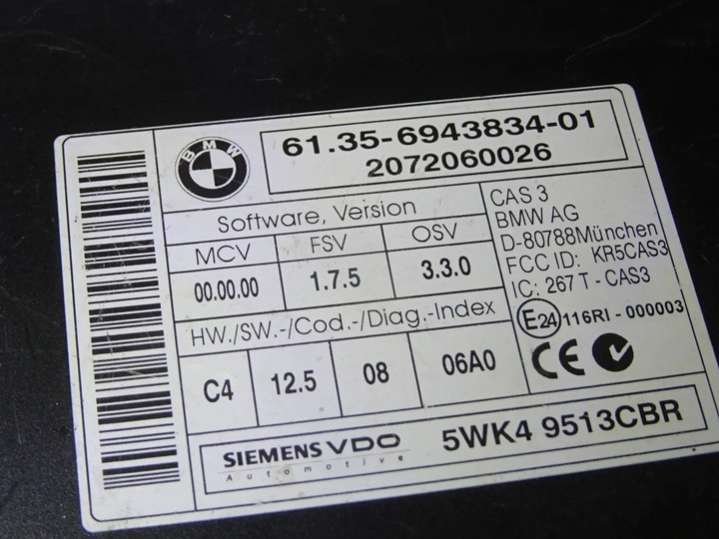 BMW
61.35-6943834-01
2072060026
Software, Version
MCV FSV OSV
00.00.00 1.7.5 3.3.0
HW./SW.-/Cod.-/Diag.-Index
C4 12.5 08 06A0
CAS 3
BMW AG
D-80788München
FCC ID: KR5CAS3
IC: 267 T - CAS3
E24 116RI - 000003
CE
SIEMENS VDO
Automotive
5WK4 9513CBR